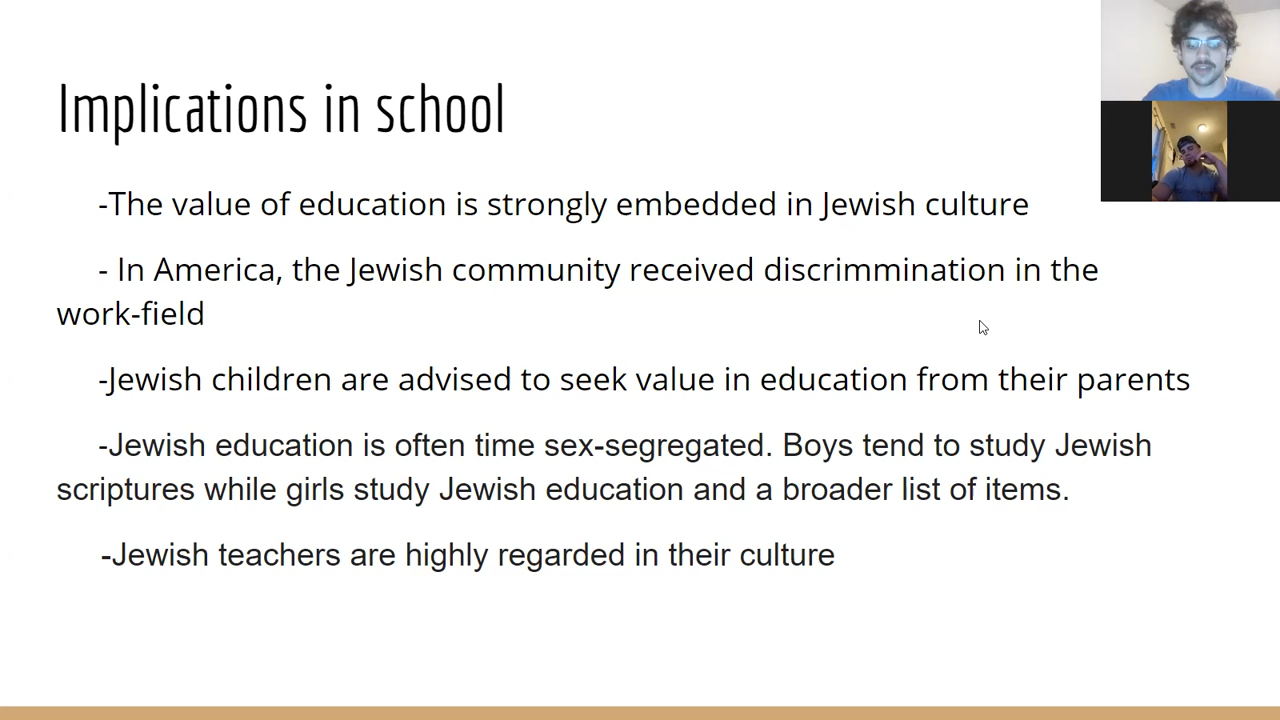 Implications in school
-The value of education is strongly embedded in Jewish culture
- In America, the Jewish community received discrimmination in the
work-field
-Jewish children are advised to seek value in education from their parents
-Jewish education is often time sex-segregated. Boys tend to study Jewish
scriptures while girls study Jewish education and a broader list of items.
-Jewish teachers are highly regarded in their culture